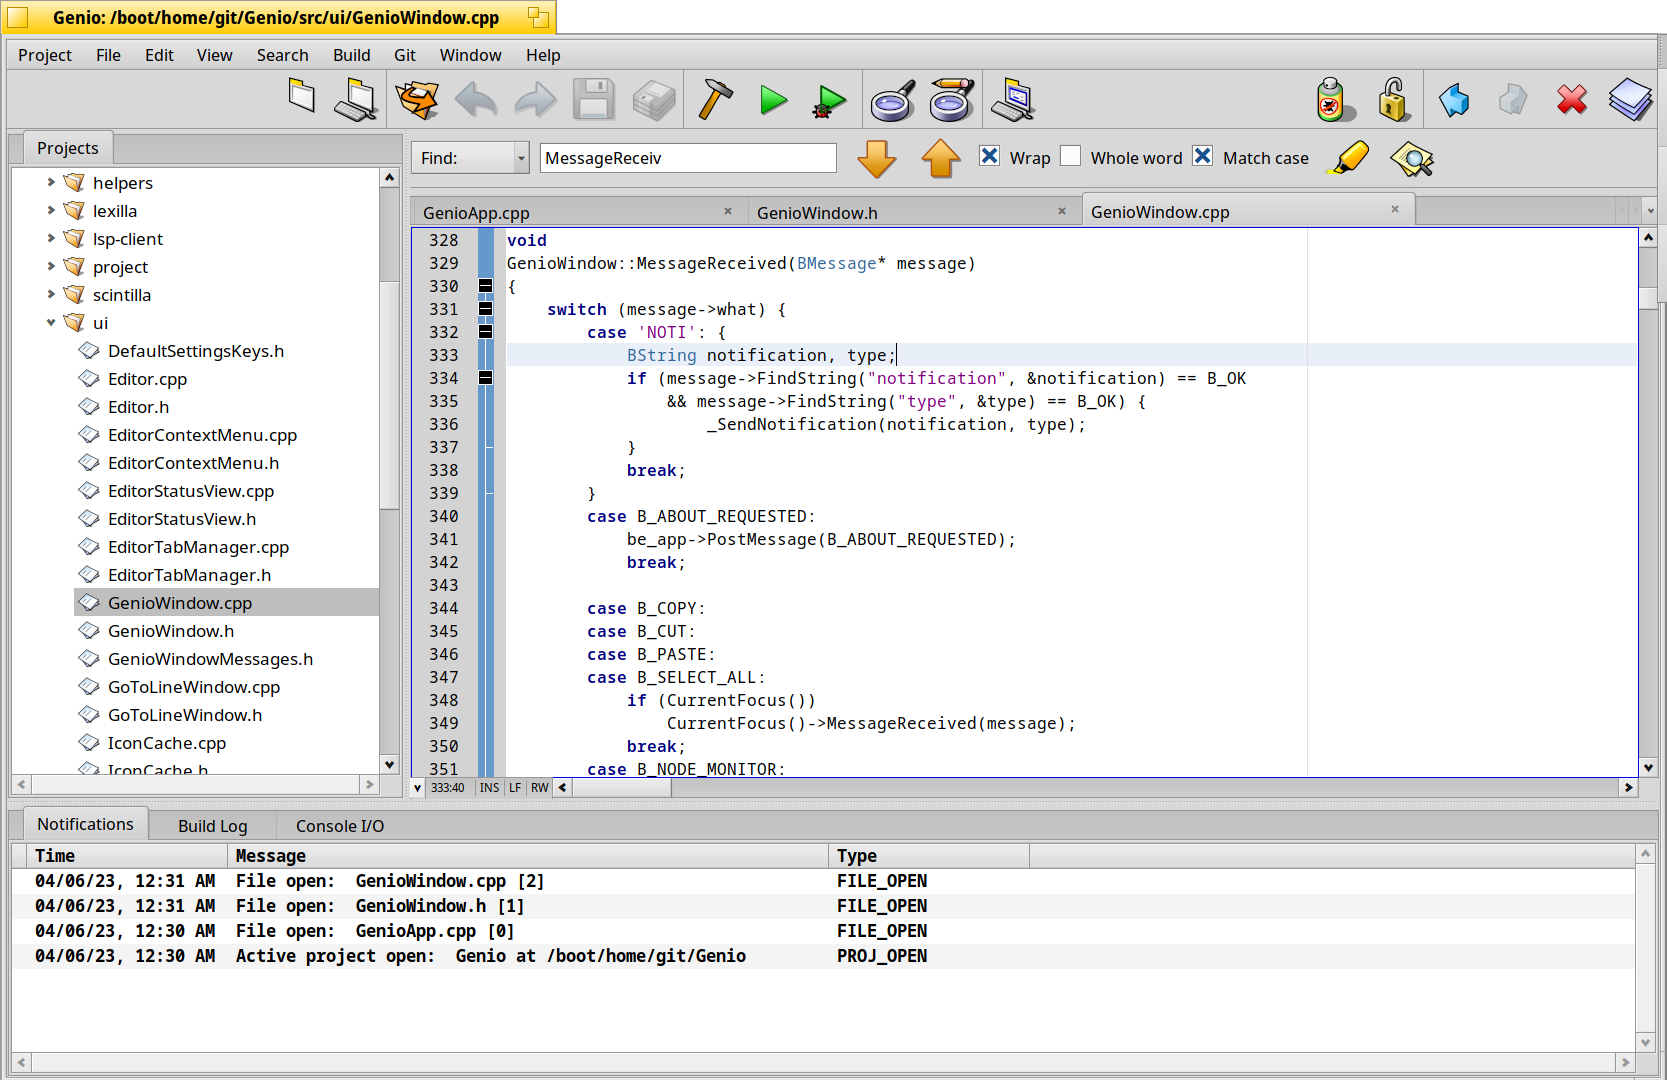 Genio: /boot/home/git/Genio/src/ui/GenioWindow.cpp
Project File Edit View Search Build Git Window Help
Projects
helpers
lexilla
lsp-client
project
scintilla
ui
DefaultSettingsKeys.h
Editor.cpp
Editor.h
EditorContextMenu.cpp
EditorContextMenu.h
EditorStatusView.cpp
EditorStatusView.h
EditorTabManager.cpp
EditorTabManager.h
GenioWindow.cpp
GenioWindow.h
GenioWindowMessages.h
GoToLineWindow.cpp
GoToLineWindow.h
IconCache.cpp
IconCache.h
Find: MessageReceiv Wrap Whole word Match case
GenioApp.cpp GenioWindow.h GenioWindow.cpp
328 void
329 GenioWindow::MessageReceived(BMessage* message)
330 {
331     switch (message->what) {
332         case 'NOTI': {
333             BString notification, type;
334             if (message->FindString("notification", &notification) == B_OK
335                 && message->FindString("type", &type) == B_OK) {
336                     _SendNotification(notification, type);
337             }
338             break;
339         }
340         case B_ABOUT_REQUESTED:
341             be_app->PostMessage(B_ABOUT_REQUESTED);
342             break;
343
344         case B_COPY:
345         case B_CUT:
346         case B_PASTE:
347         case B_SELECT_ALL:
348             if (CurrentFocus())
349                 CurrentFocus()->MessageReceived(message);
350             break;
351         case B_NODE_MONITOR:
333:40 INS LF RW
Notifications Build Log Console I/O
Time Message Type
04/06/23, 12:31 AM File open:  GenioWindow.cpp [2] FILE_OPEN
04/06/23, 12:31 AM File open:  GenioWindow.h [1] FILE_OPEN
04/06/23, 12:30 AM File open:  GenioApp.cpp [0] FILE_OPEN
04/06/23, 12:30 AM Active project open:  Genio at /boot/home/git/Genio PROJ_OPEN